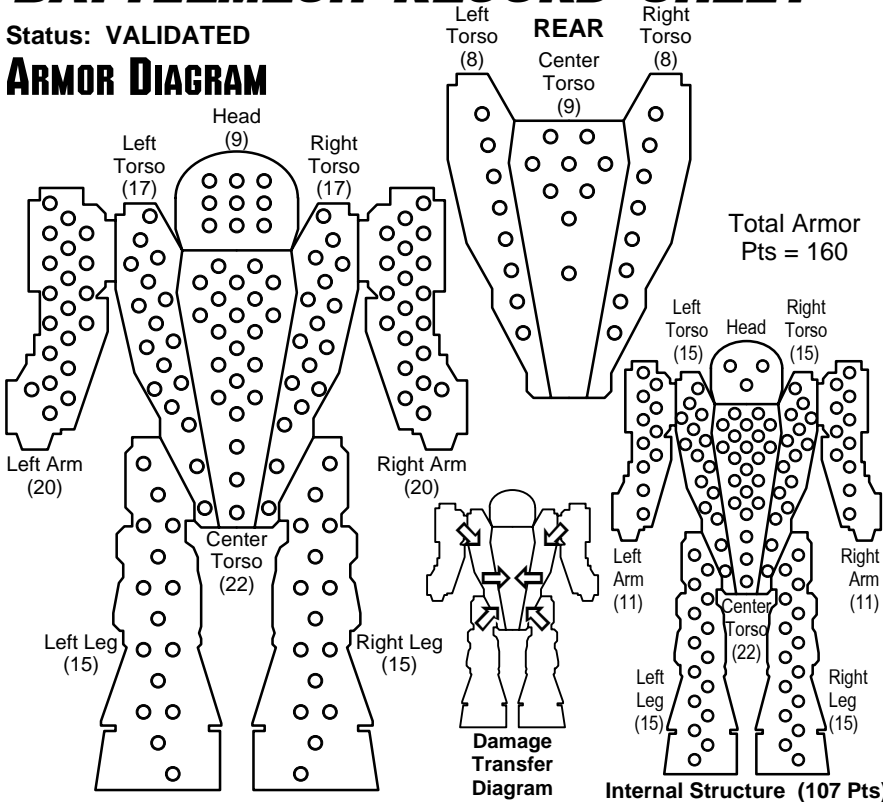 BATTLEMECH RECORD SHEET
Status: VALIDATED
ARMOR DIAGRAM
Head
(9)
Left
Torso
(17)
Right
Torso
(17)
Left Arm
(20)
Right Arm
(20)
Center
Torso
(22)
Left Leg
(15)
Right Leg
(15)
REAR
Left
Torso
(8)
Center
Torso
(9)
Right
Torso
(8)
Total Armor
Pts = 160
Left
Torso
(15)
Head
Right
Torso
(15)
Left
Arm
(11)
Right
Arm
(11)
Center
Torso
(22)
Left
Leg
(15)
Right
Leg
(15)
Damage
Transfer
Diagram
Internal Structure (107 Pts)